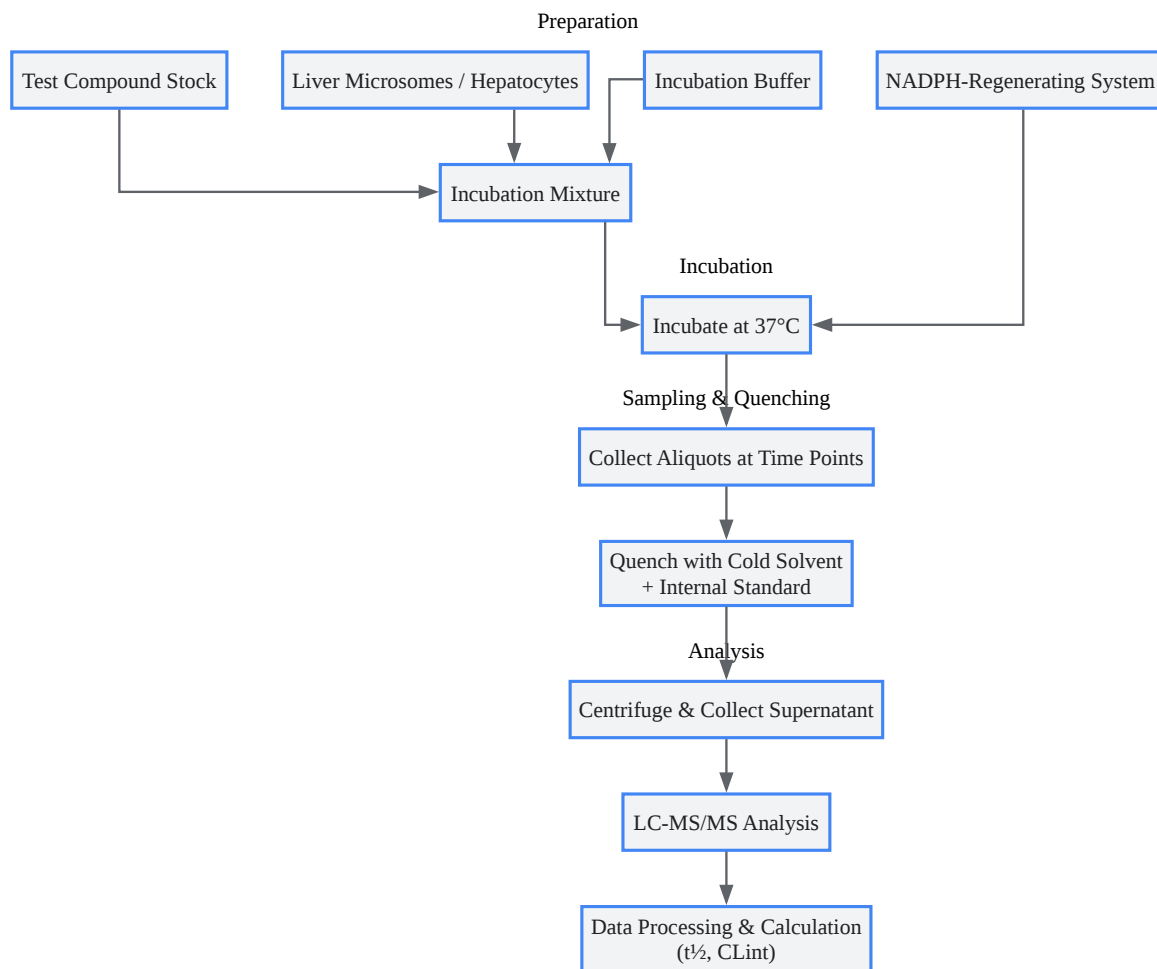 Preparation
Test Compound Stock
Liver Microsomes / Hepatocytes
Incubation Buffer
NADPH-Regenerating System
Incubation Mixture
Incubation
Incubate at 37°C
Sampling & Quenching
Collect Aliquots at Time Points
Quench with Cold Solvent
+ Internal Standard
Analysis
Centrifuge & Collect Supernatant
LC-MS/MS Analysis
Data Processing & Calculation
(t½, CLint)